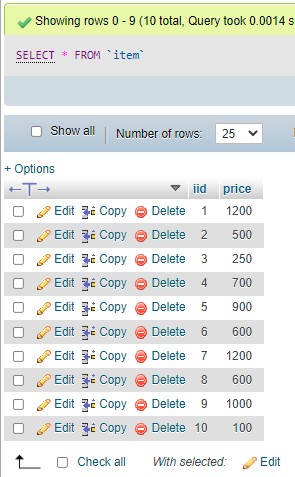 Showing rows 0 - 9 (10 total, Query took 0.0014 s
SELECT * FROM `item`
Show all Number of rows: 25
+ Options
←T→ iid price
Edit Copy Delete 1 1200
Edit Copy Delete 2 500
Edit Copy Delete 3 250
Edit Copy Delete 4 700
Edit Copy Delete 5 900
Edit Copy Delete 6 600
Edit Copy Delete 7 1200
Edit Copy Delete 8 600
Edit Copy Delete 9 1000
Edit Copy Delete 10 100
Check all With selected: Edit